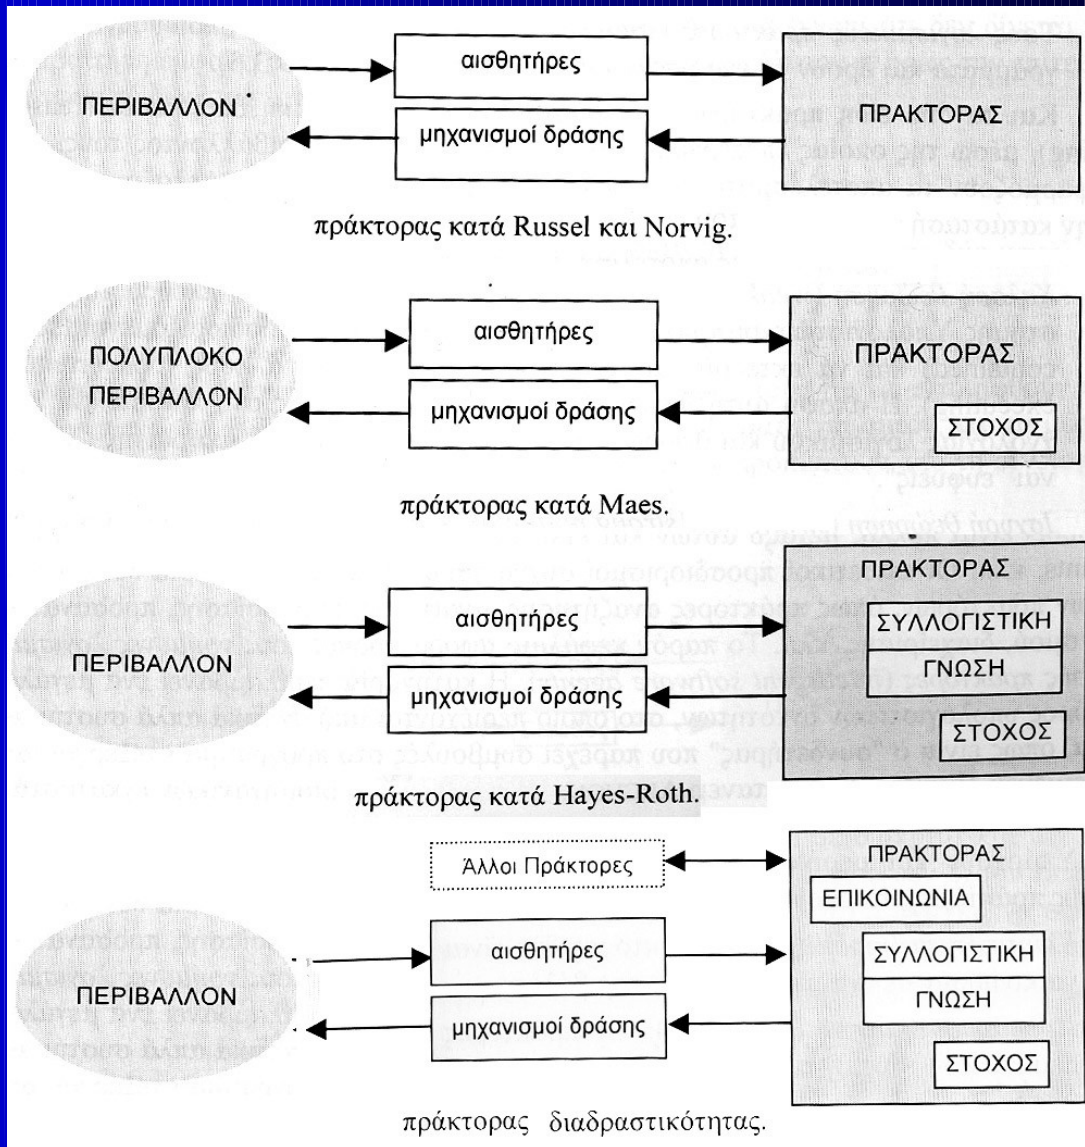 ΠΕΡΙΒΑΛΛΟΝ
αισθητήρες
μηχανισμοί δράσης
ΠΡΑΚΤΟΡΑΣ
πράκτορας κατά Russel και Norvig.
ΠΟΛΥΠΛΟΚΟ
ΠΕΡΙΒΑΛΛΟΝ
αισθητήρες
μηχανισμοί δράσης
ΠΡΑΚΤΟΡΑΣ
ΣΤΟΧΟΣ
πράκτορας κατά Maes.
ΠΕΡΙΒΑΛΛΟΝ
αισθητήρες
μηχανισμοί δράσης
ΠΡΑΚΤΟΡΑΣ
ΣΥΛΛΟΓΙΣΤΙΚΗ
ΓΝΩΣΗ
ΣΤΟΧΟΣ
πράκτορας κατά Hayes-Roth.
Άλλοι Πράκτορες
ΠΕΡΙΒΑΛΛΟΝ
αισθητήρες
μηχανισμοί δράσης
ΠΡΑΚΤΟΡΑΣ
ΕΠΙΚΟΙΝΩΝΙΑ
ΣΥΛΛΟΓΙΣΤΙΚΗ
ΓΝΩΣΗ
ΣΤΟΧΟΣ
πράκτορας διαδραστικότητας.